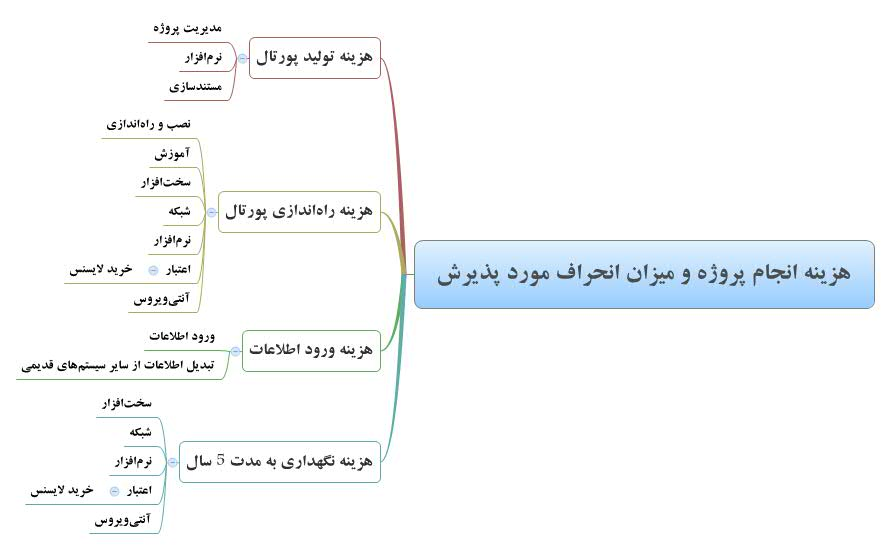 هزینه انجام پروژه و میزان انحراف مورد پذیرش
هزینه تولید پورتال
مدیریت پروژه
نرم‌افزار
مستندسازی
هزینه راه‌اندازی پورتال
نصب و راه‌اندازی
آموزش
سخت‌افزار
شبکه
نرم‌افزار
اعتبار
خرید لایسنس
آنتی‌ویروس
هزینه ورود اطلاعات
ورود اطلاعات
تبدیل اطلاعات از سایر سیستم‌های قدیمی
هزینه نگهداری به مدت 5 سال
سخت‌افزار
شبکه
نرم‌افزار
اعتبار
خرید لایسنس
آنتی‌ویروس